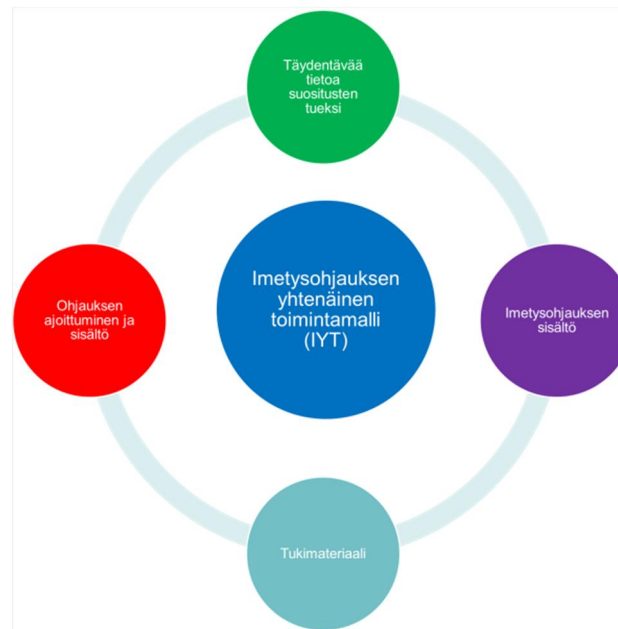 Täydentävää
tietoa
suositusten
tueksi
Imetysohjauksen
yhtenäinen
toimintamalli
(IYT)
Ohjauksen
ajoittuminen ja
sisältö
Imetysohjauksen
sisältö
Tukimateriaali